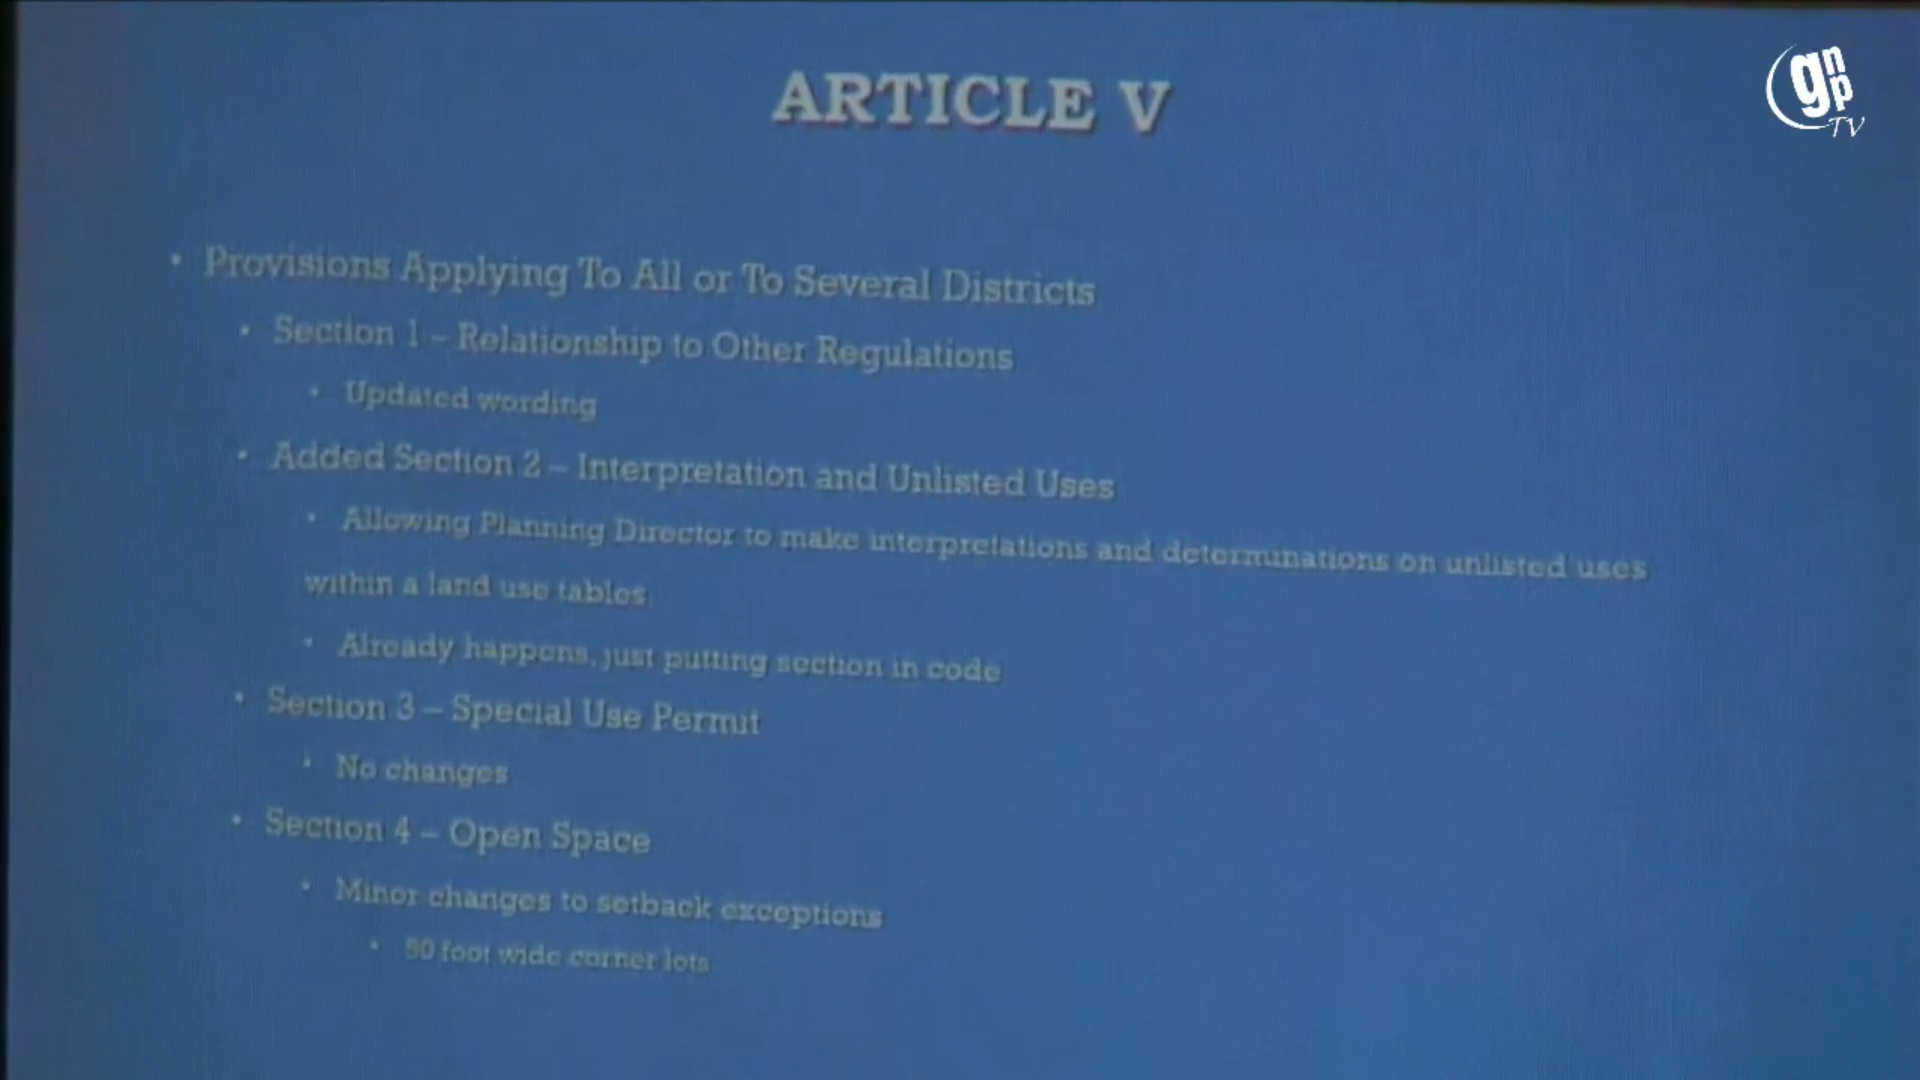 gnp
TV
ARTICLE V
• Provisions Applying To All or To Several Districts
• Section 1 – Relationship to Other Regulations
• Updated wording
• Added Section 2 – Interpretation and Unlisted Uses
• Allowing Planning Director to make interpretations and determinations on unlisted uses
within a land use tables.
• Already happens, just putting section in code
• Section 3 – Special Use Permit
• No changes
• Section 4 – Open Space
• Minor changes to setback exceptions
• foot wide corner lots